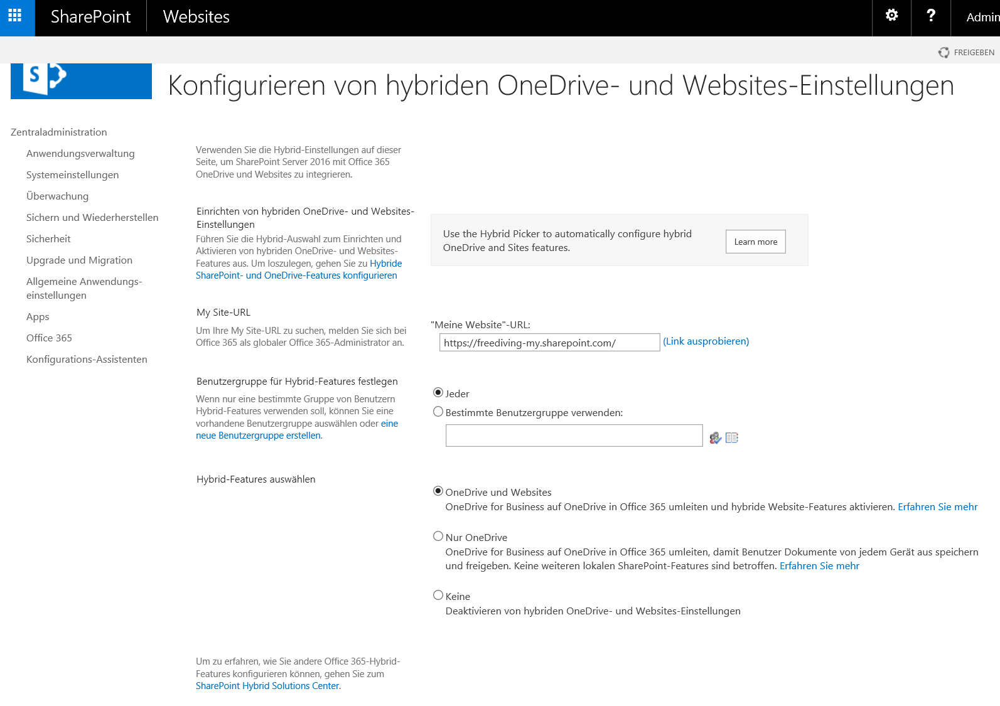 SharePoint Websites
Admin
FREIGEBEN
S
Konfigurieren von hybriden OneDrive- und Websites-Einstellungen
Zentraladministration
Anwendungsverwaltung
Systemeinstellungen
Überwachung
Sichern und Wiederherstellen
Sicherheit
Upgrade und Migration
Allgemeine Anwendungs-
einstellungen
Apps
Office 365
Konfigurations-Assistenten
Verwenden Sie die Hybrid-Einstellungen auf dieser
Seite, um SharePoint Server 2016 mit Office 365
OneDrive und Websites zu integrieren.
Einrichten von hybriden OneDrive- und Websites-
Einstellungen
Führen Sie die Hybrid-Auswahl zum Einrichten und
Aktivieren von hybriden OneDrive- und Websites-
Features aus. Um loszulegen, gehen Sie zu Hybride
SharePoint- und OneDrive-Features konfigurieren
Use the Hybrid Picker to automatically configure hybrid
OneDrive and Sites features.
Learn more
My Site-URL
Um Ihre My Site-URL zu suchen, melden Sie sich bei
Office 365 als globaler Office 365-Administrator an.
"Meine Website"-URL:
https://freediving-my.sharepoint.com/ (Link ausprobieren)
Benutzergruppe für Hybrid-Features festlegen
Wenn nur eine bestimmte Gruppe von Benutzern
Hybrid-Features verwenden soll, können Sie eine
vorhandene Benutzergruppe auswählen oder eine
neue Benutzergruppe erstellen.
Jeder
Bestimmte Benutzergruppe verwenden:
Hybrid-Features auswählen
OneDrive und Websites
OneDrive for Business auf OneDrive in Office 365 umleiten und hybride Website-Features aktivieren. Erfahren Sie mehr
Nur OneDrive
OneDrive for Business auf OneDrive in Office 365 umleiten, damit Benutzer Dokumente von jedem Gerät aus speichern
und freigeben. Keine weiteren lokalen SharePoint-Features sind betroffen. Erfahren Sie mehr
Keine
Deaktivieren von hybriden OneDrive- und Websites-Einstellungen
Um zu erfahren, wie Sie andere Office 365-Hybrid-
Features konfigurieren können, gehen Sie zum
SharePoint Hybrid Solutions Center.